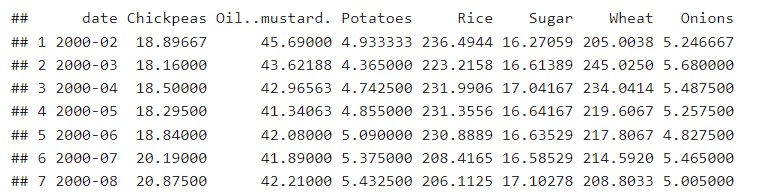 ##      date Chickpeas Oil..mustard. Potatoes     Rice    Sugar    Wheat   Onions
## 1 2000-02  18.89667      45.69000 4.933333 236.4944 16.27059 205.0038 5.246667
## 2 2000-03  18.16000      43.62188 4.365000 223.2158 16.61389 245.0250 5.680000
## 3 2000-04  18.50000      42.96563 4.742500 231.9906 17.04167 234.0414 5.487500
## 4 2000-05  18.29500      41.34063 4.855000 231.3556 16.64167 219.6067 5.257500
## 5 2000-06  18.84000      42.08000 5.090000 230.8889 16.63529 217.8067 4.827500
## 6 2000-07  20.19000      41.89000 5.375000 208.4165 16.58529 214.5920 5.465000
## 7 2000-08  20.87500      42.21000 5.432500 206.1125 17.10278 208.8033 5.005000